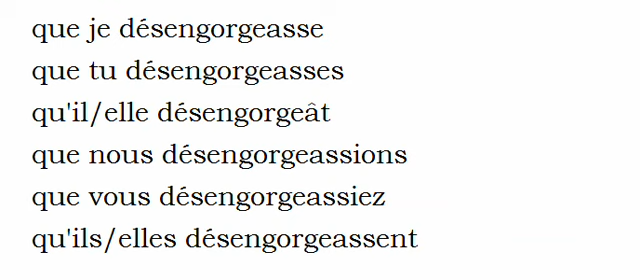 que je désengorgeasse
que tu désengorgeasses
qu'il/elle désengorgeât
que nous désengorgeassions
que vous désengorgeassiez
qu'ils/elles désengorgeassent